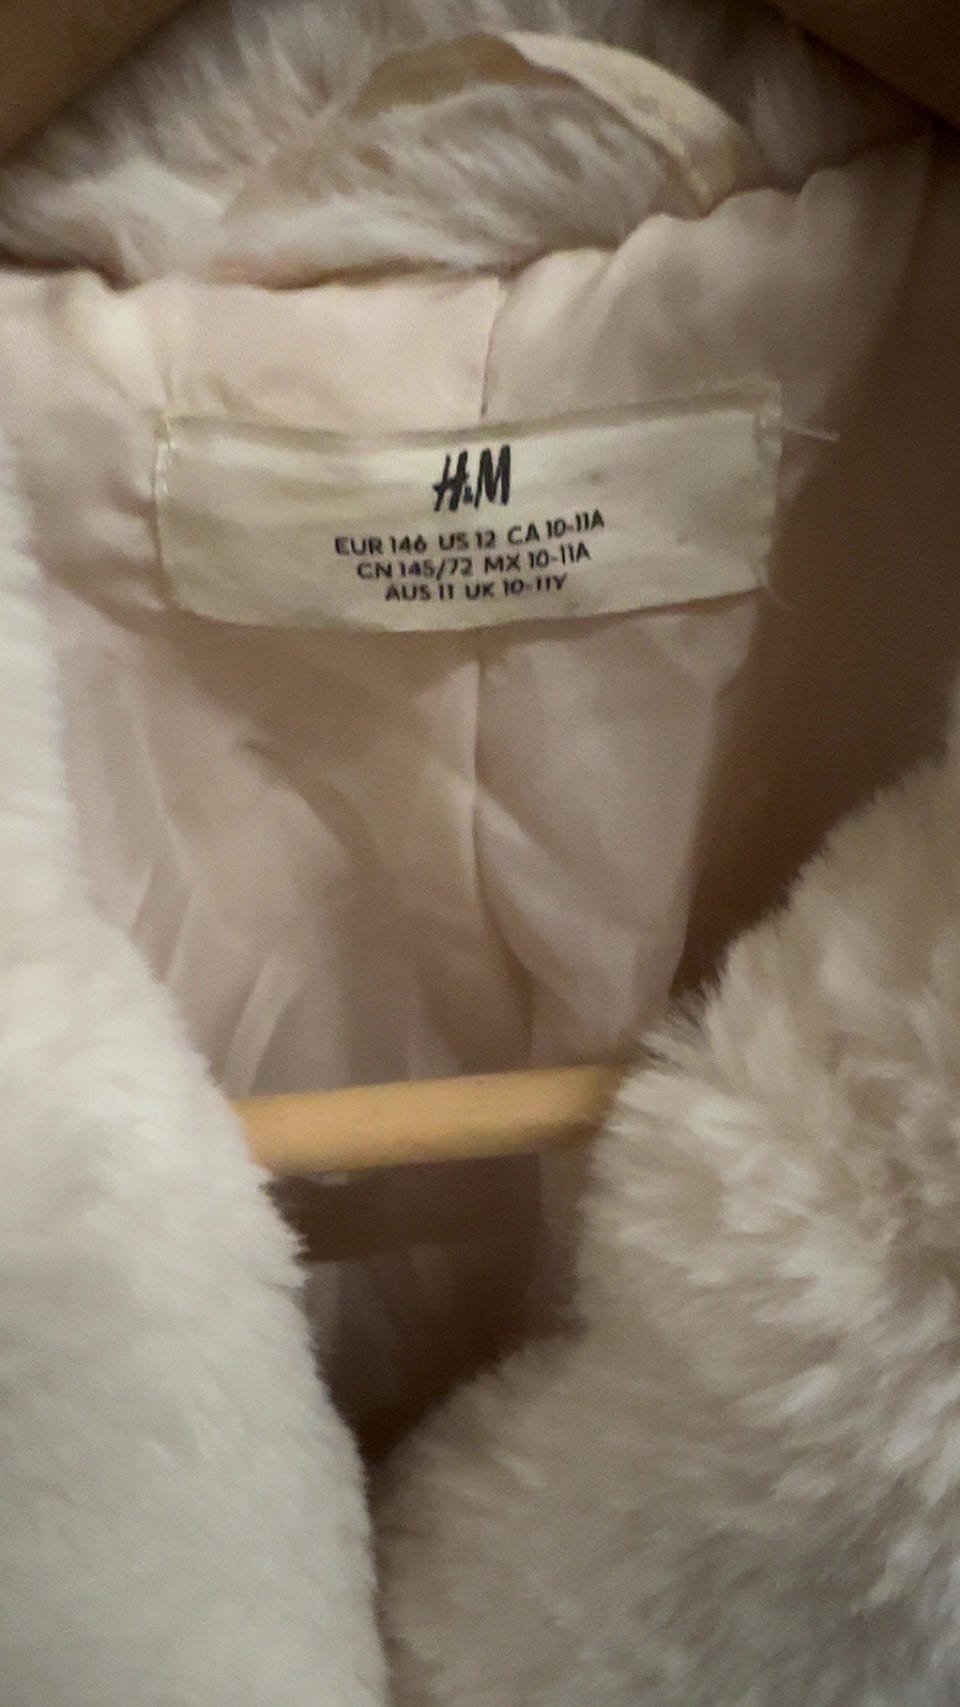 H&M
EUR 146 US 12 CA 10-11A
CN 145/72 MX 10-11A
AUS 11 UK 10-11Y